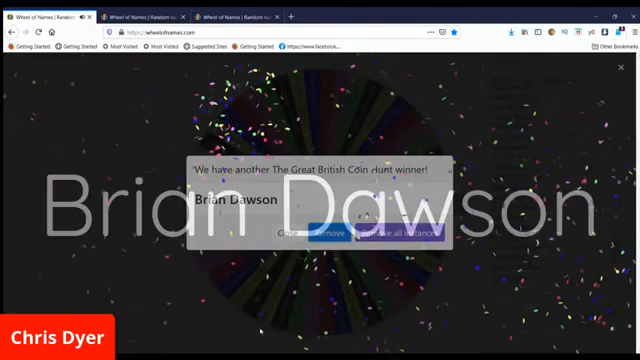 Wheel of Names | Random
Wheel of Names | Random
Wheel of Names | Random
https://wheelofnames.com
Getting Started Getting Started Most Visited Most Visited Suggested Sites Getting Started https://www.facebook... Other Bookmarks
We have another The Great British Coin Hunt winner!
Brian Dawson
Brian Dawson
Close Remove Remove all instances
Chris Dyer